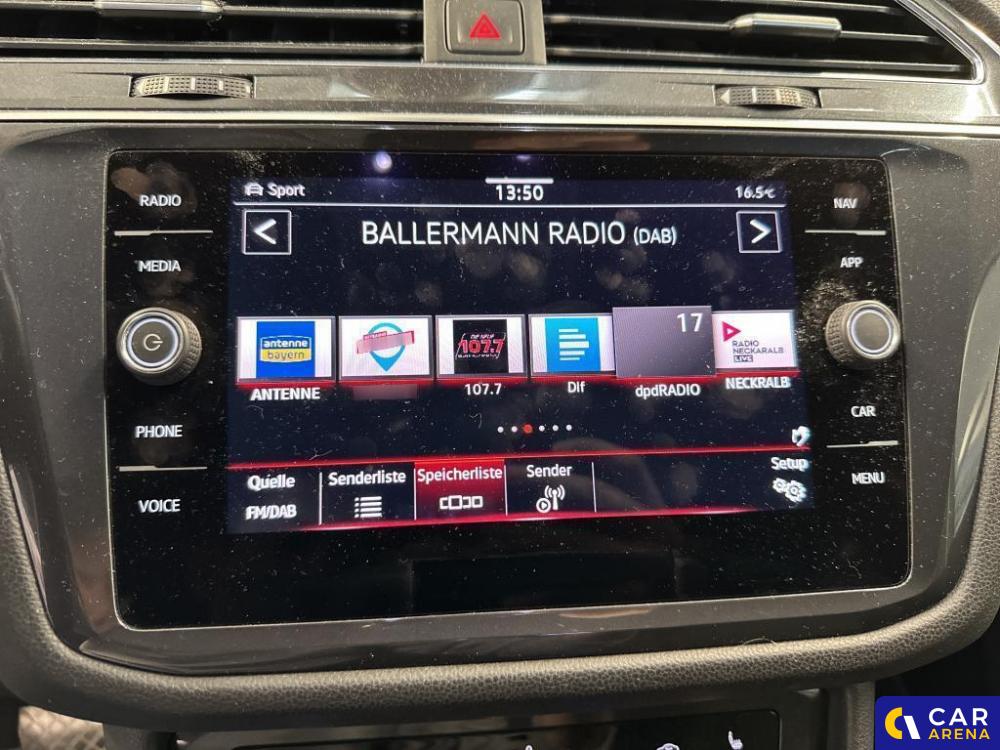 RADIO
MEDIA
PHONE
VOICE
NAV
APP
CAR
MENU
Sport
13:50
16.5°C
BALLERMANN RADIO (DAB)
antenne
bayern
107.7
17
RADIO
NECKARALB
LIVE
ANTENNE
107.7
Dlf
dpdRADIO
NECKRALB
Quelle
FM/DAB
Senderliste
Speicherliste
Sender
Setup
CAR
ARENA